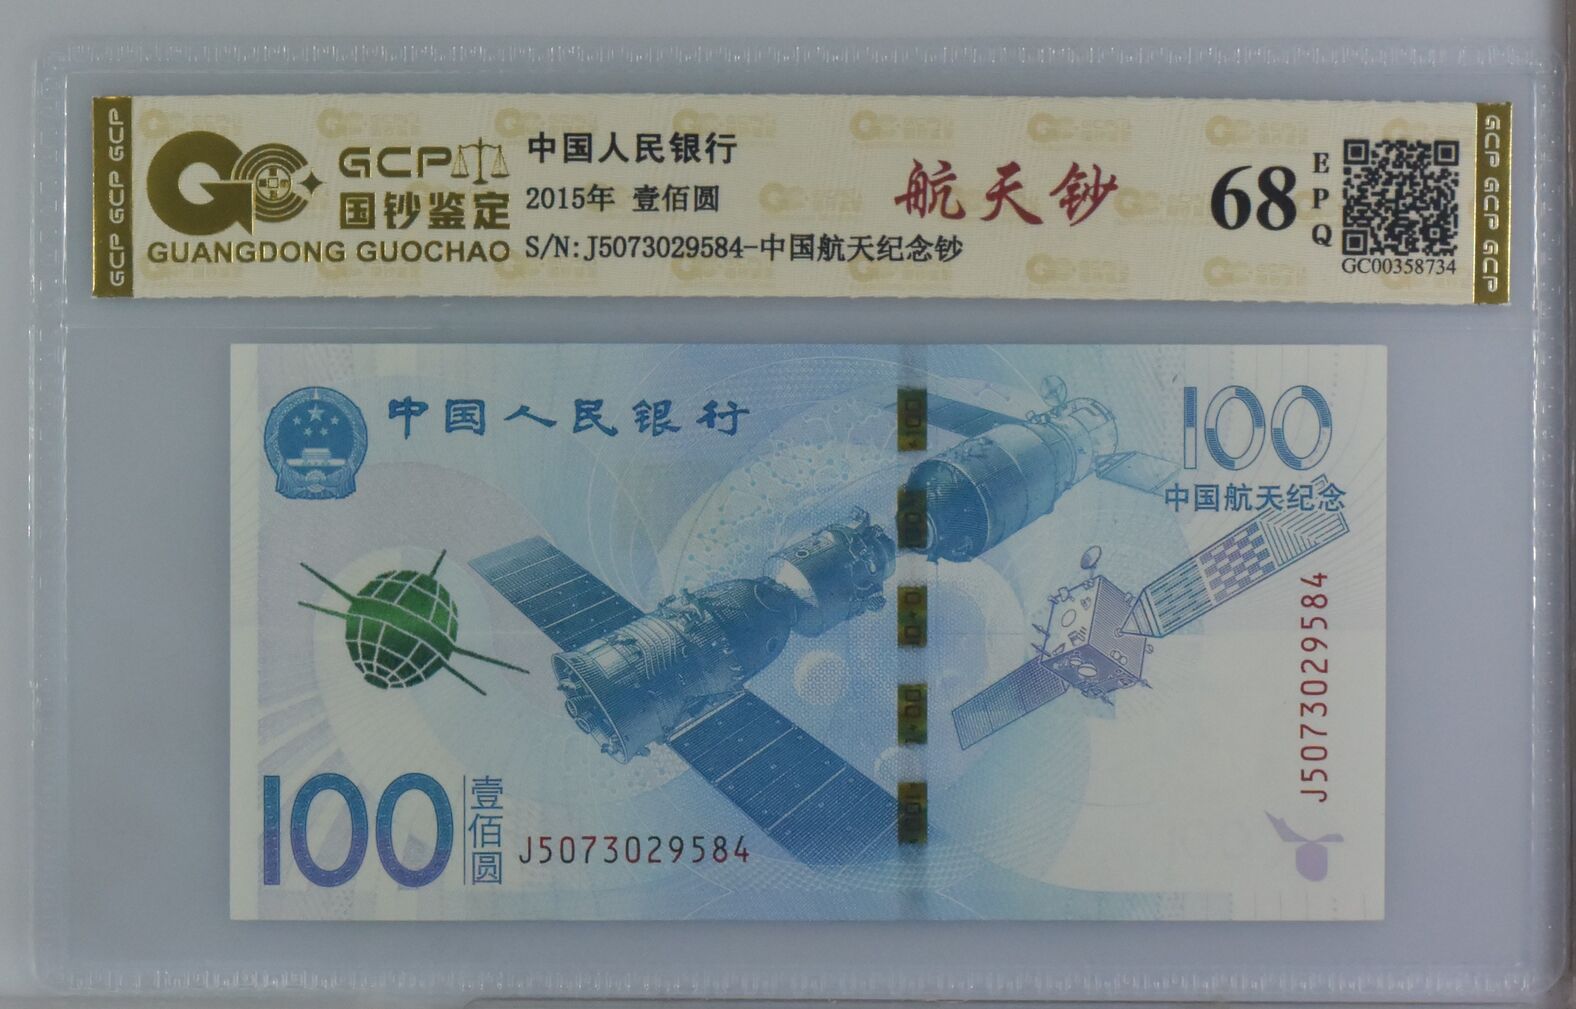 GCP GCP GCP
GCP
国钞鉴定
GUANGDONG GUOCHAO
中国人民银行
2015年 壹佰圆
S/N:J5073029584-中国航天纪念钞
航天钞
68
EPQ
GC00358734
GCP GCP GCP
中国人民银行
100
中国航天纪念
J5073029584
100
壹佰圆
J5073029584